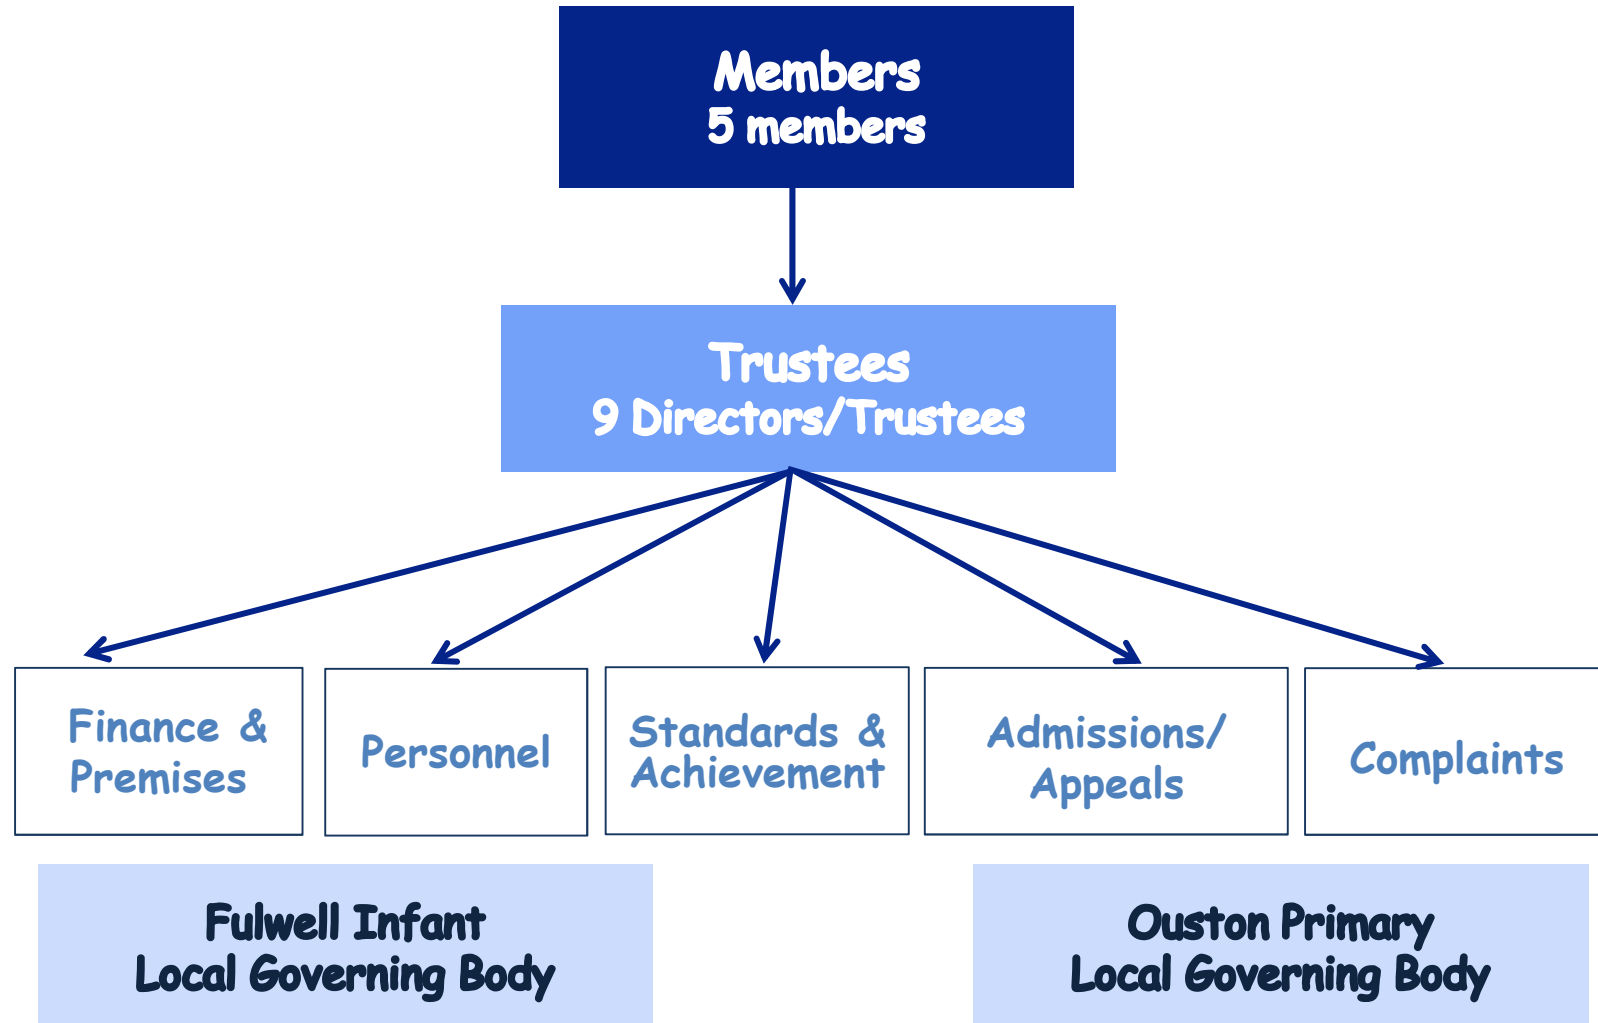 Members
5 members
Trustees
9 Directors/Trustees
Finance &
Premises
Personnel
Standards &
Achievement
Admissions/
Appeals
Complaints
Fulwell Infant
Local Governing Body
Ouston Primary
Local Governing Body